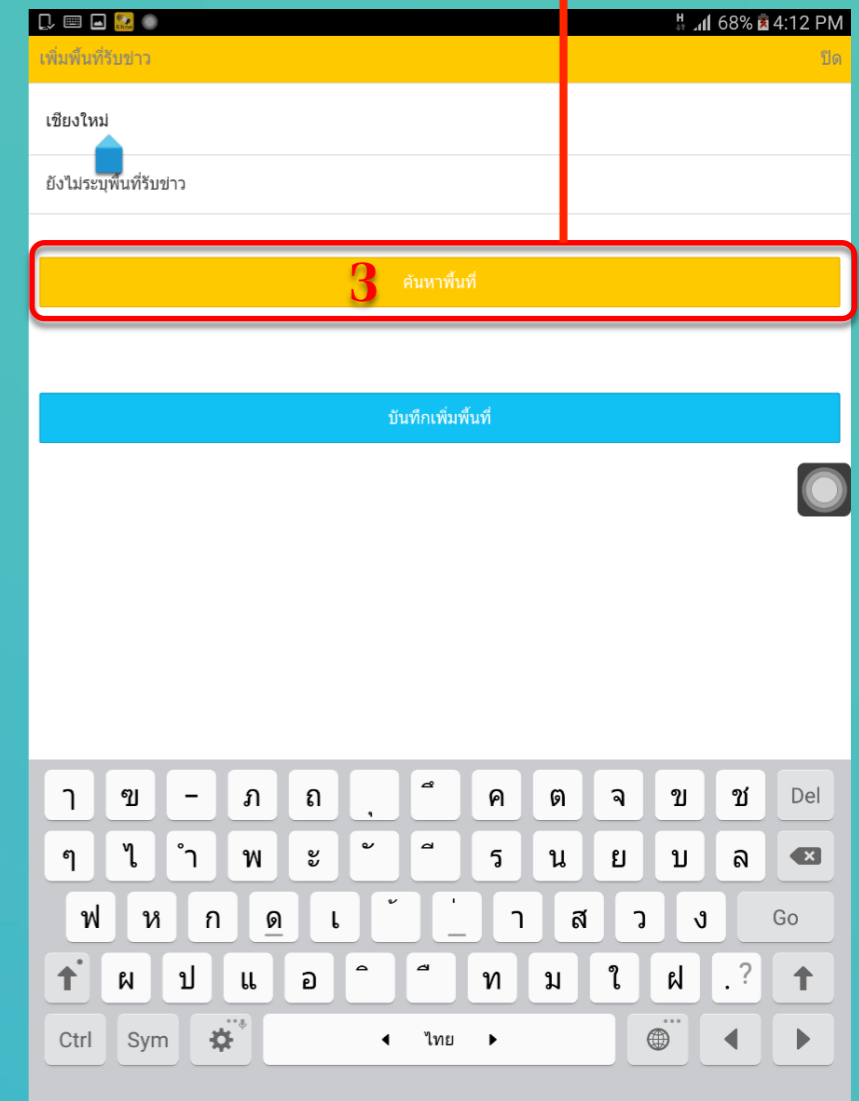 68% 4:12 PM
เพิ่มพื้นที่รับข่าว ปิด
เชียงใหม่
ยังไม่ระบุพื้นที่รับข่าว
3 ค้นหาพื้นที่
บันทึกเพิ่มพื้นที่
ๅ ฃ - ภ ถ ุ ึ ค ต จ ข ช Del
ๆ ไ ำ พ ะ ั ี ร น ย บ ล
ฟ ห ก ด เ ้ ่ า ส ว ง Go
ผ ป แ อ ิ ื ท ม ใ ฝ . ?
Ctrl Sym ไทย